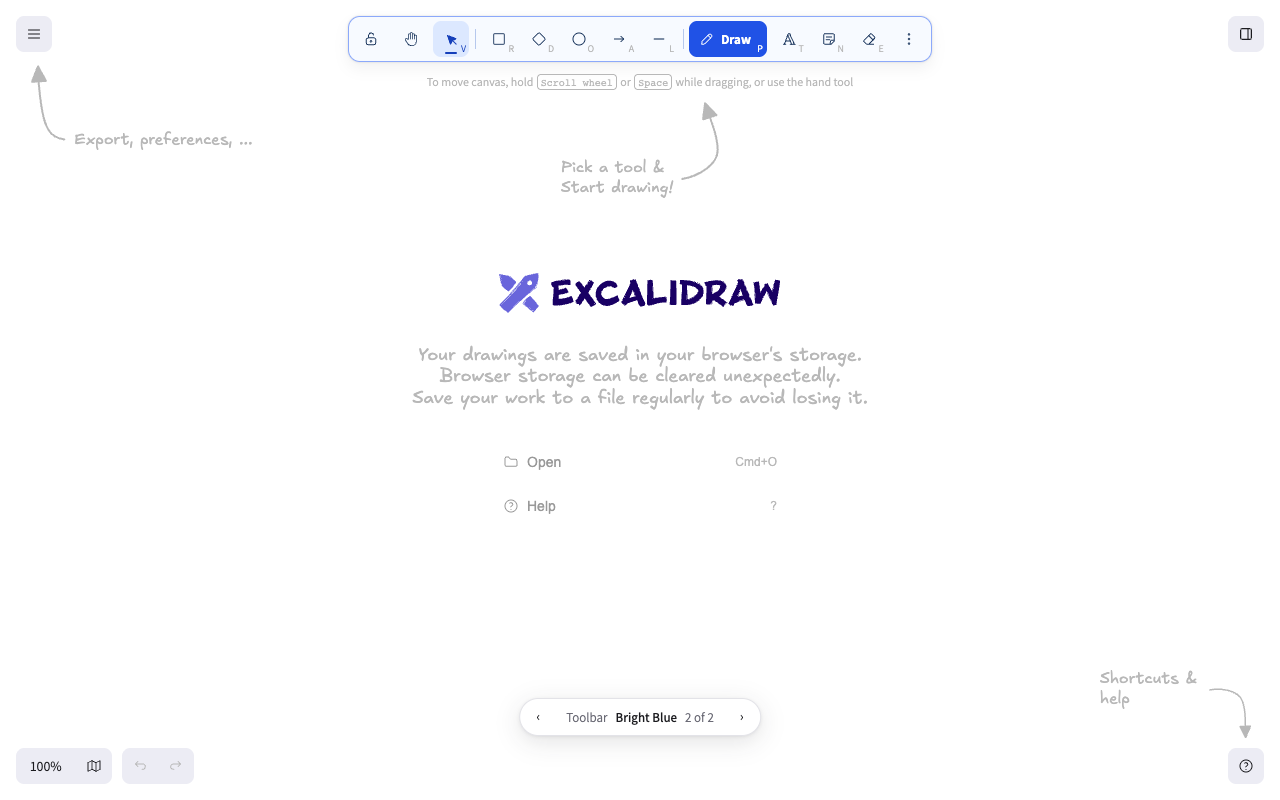 V R D O A L Draw P T N E
To move canvas, hold Scroll wheel or Space while dragging, or use the hand tool
Export, preferences, ...
Pick a tool &
Start drawing!
EXCALIDRAW
Your drawings are saved in your browser's storage.
Browser storage can be cleared unexpectedly.
Save your work to a file regularly to avoid losing it.
Open Cmd+O
Help ?
Shortcuts &
help
‹ Toolbar Bright Blue 2 of 2 ›
100%